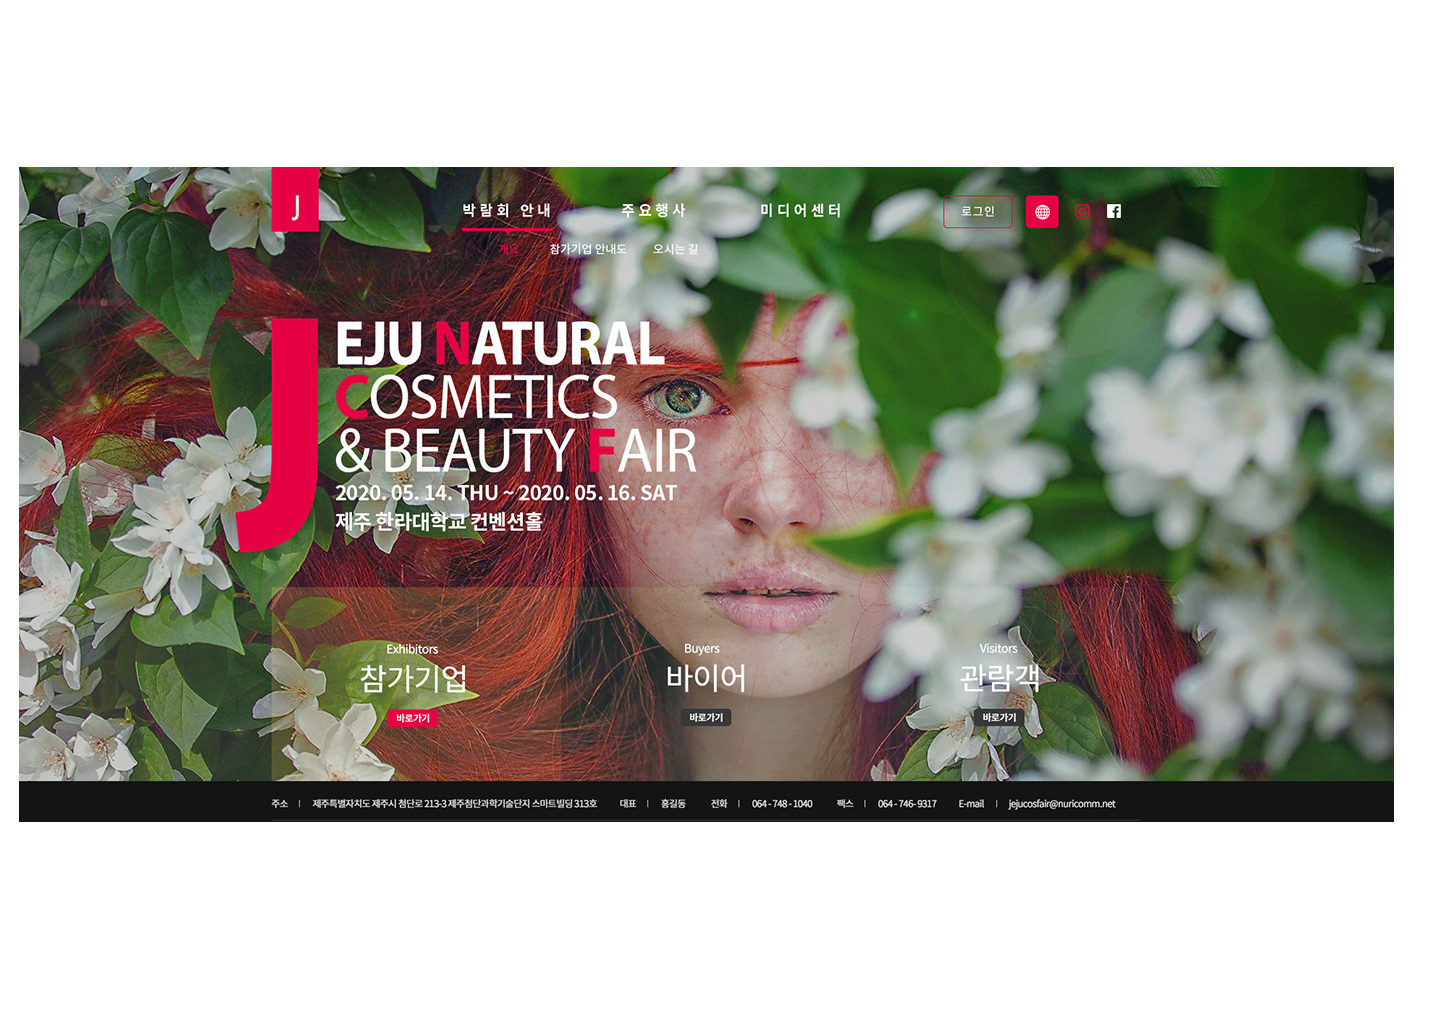 J
박람회 안내
주요행사
미디어센터
로그인
개요
참가기업 안내도
오시는 길
JEJU NATURAL
COSMETICS
& BEAUTY FAIR
2020. 05. 14. THU ~ 2020. 05. 16. SAT
제주 한라대학교 컨벤션홀
Exhibitors
참가기업
바로가기
Buyers
바이어
바로가기
Visitors
관람객
바로가기
주소 | 제주특별자치도 제주시 첨단로 213-3 제주첨단과학기술단지 스마트빌딩 313호 대표 | 홍길동 전화 | 064 - 748 - 1040 팩스 | 064 - 746- 9317 E-mail | jejucosfair@nuricomm.net